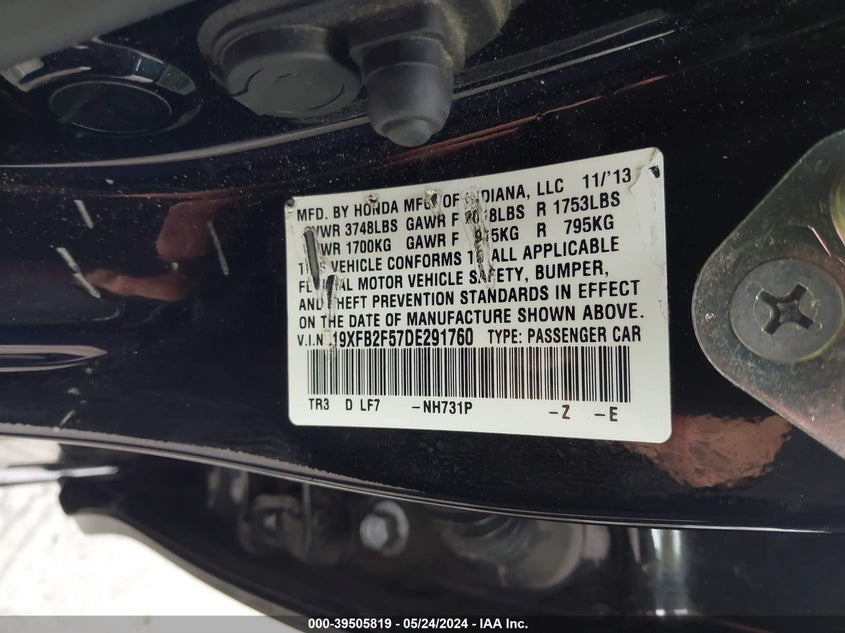 MFD. BY HONDA MFG. OF INDIANA, LLC 11/'13
GVWR 3748LBS GAWR F R 1753LBS
GVWR 1700KG GAWR F R 795KG
THIS VEHICLE CONFORMS TO ALL APPLICABLE
FEDERAL MOTOR VEHICLE SAFETY, BUMPER,
AND THEFT PREVENTION STANDARDS IN EFFECT
ON THE DATE OF MANUFACTURE SHOWN ABOVE.
V.I.N. 19XFB2F57DE291760 TYPE: PASSENGER CAR
TR3 D LF7 -NH731P -Z -E
000-39505819 / 05/24/2024 - IAA Inc.